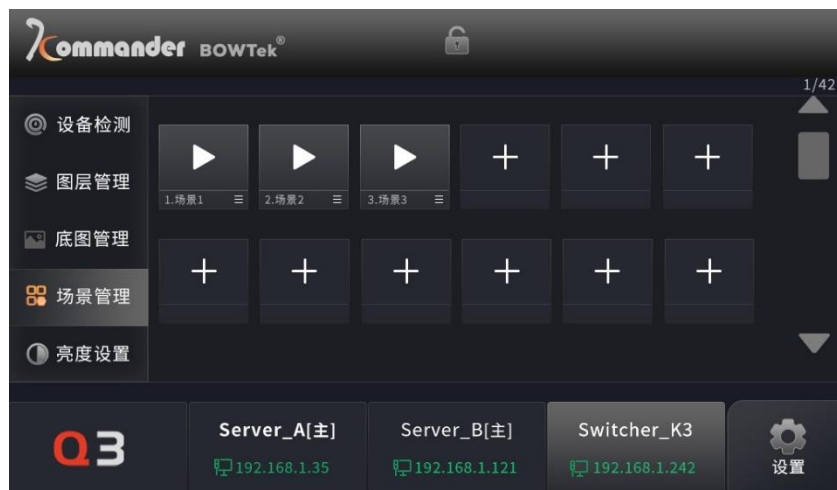 Kommander BOWTek®
1/42
设备检测
图层管理
底图管理
场景管理
亮度设置
1.场景1
2.场景2
3.场景3
Q3
Server_A[主]
192.168.1.35
Server_B[主]
192.168.1.121
Switcher_K3
192.168.1.242
设置